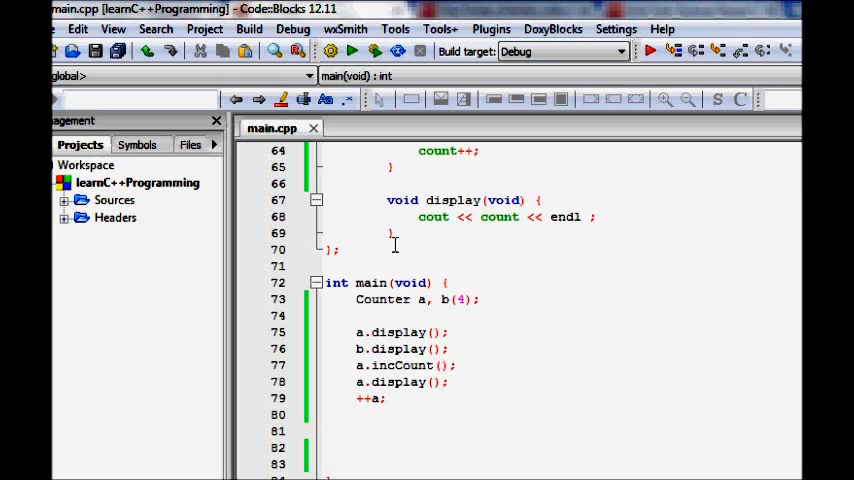 main.cpp [learnC++Programming] - Code::Blocks 12.11
Edit View Search Project Build Debug wxSmith Tools Tools+ Plugins DoxyBlocks Settings Help
Build target: Debug
global> main(void) : int
S C
agement
main.cpp
Projects Symbols Files
Workspace
learnC++Programming
Sources
Headers
64 count++;
65 }
66
67 void display(void) {
68 cout << count << endl ;
69 }
70 };
71
72 int main(void) {
73 Counter a, b(4);
74
75 a.display();
76 b.display();
77 a.incCount();
78 a.display();
79 ++a;
80
81
82
83